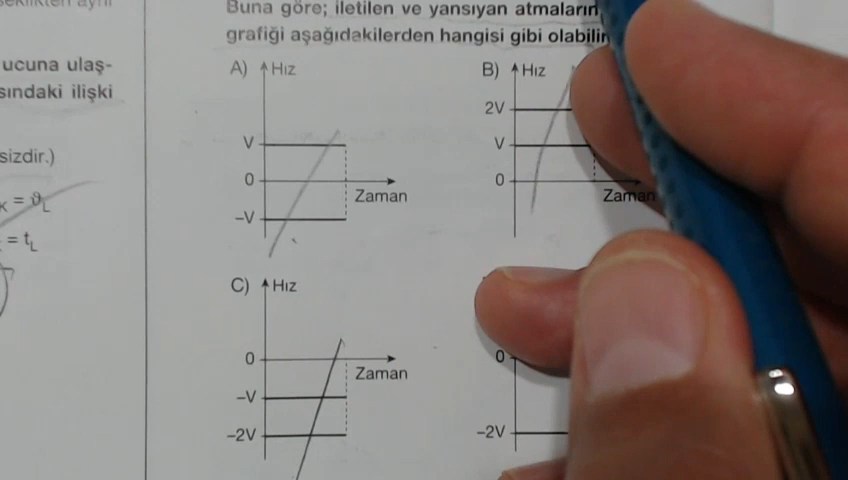 Buna göre; iletilen ve yansıyan atmaların
grafiği aşağıdakilerden hangisi gibi
ucuna ulaş-
sındaki ilişki
sizdir.)
= t_L
A) Hız
V
0
-V
Zaman
B) Hız
2V
V
0
Zaman
C) Hız
0
-V
-2V
Zaman
0
-2V